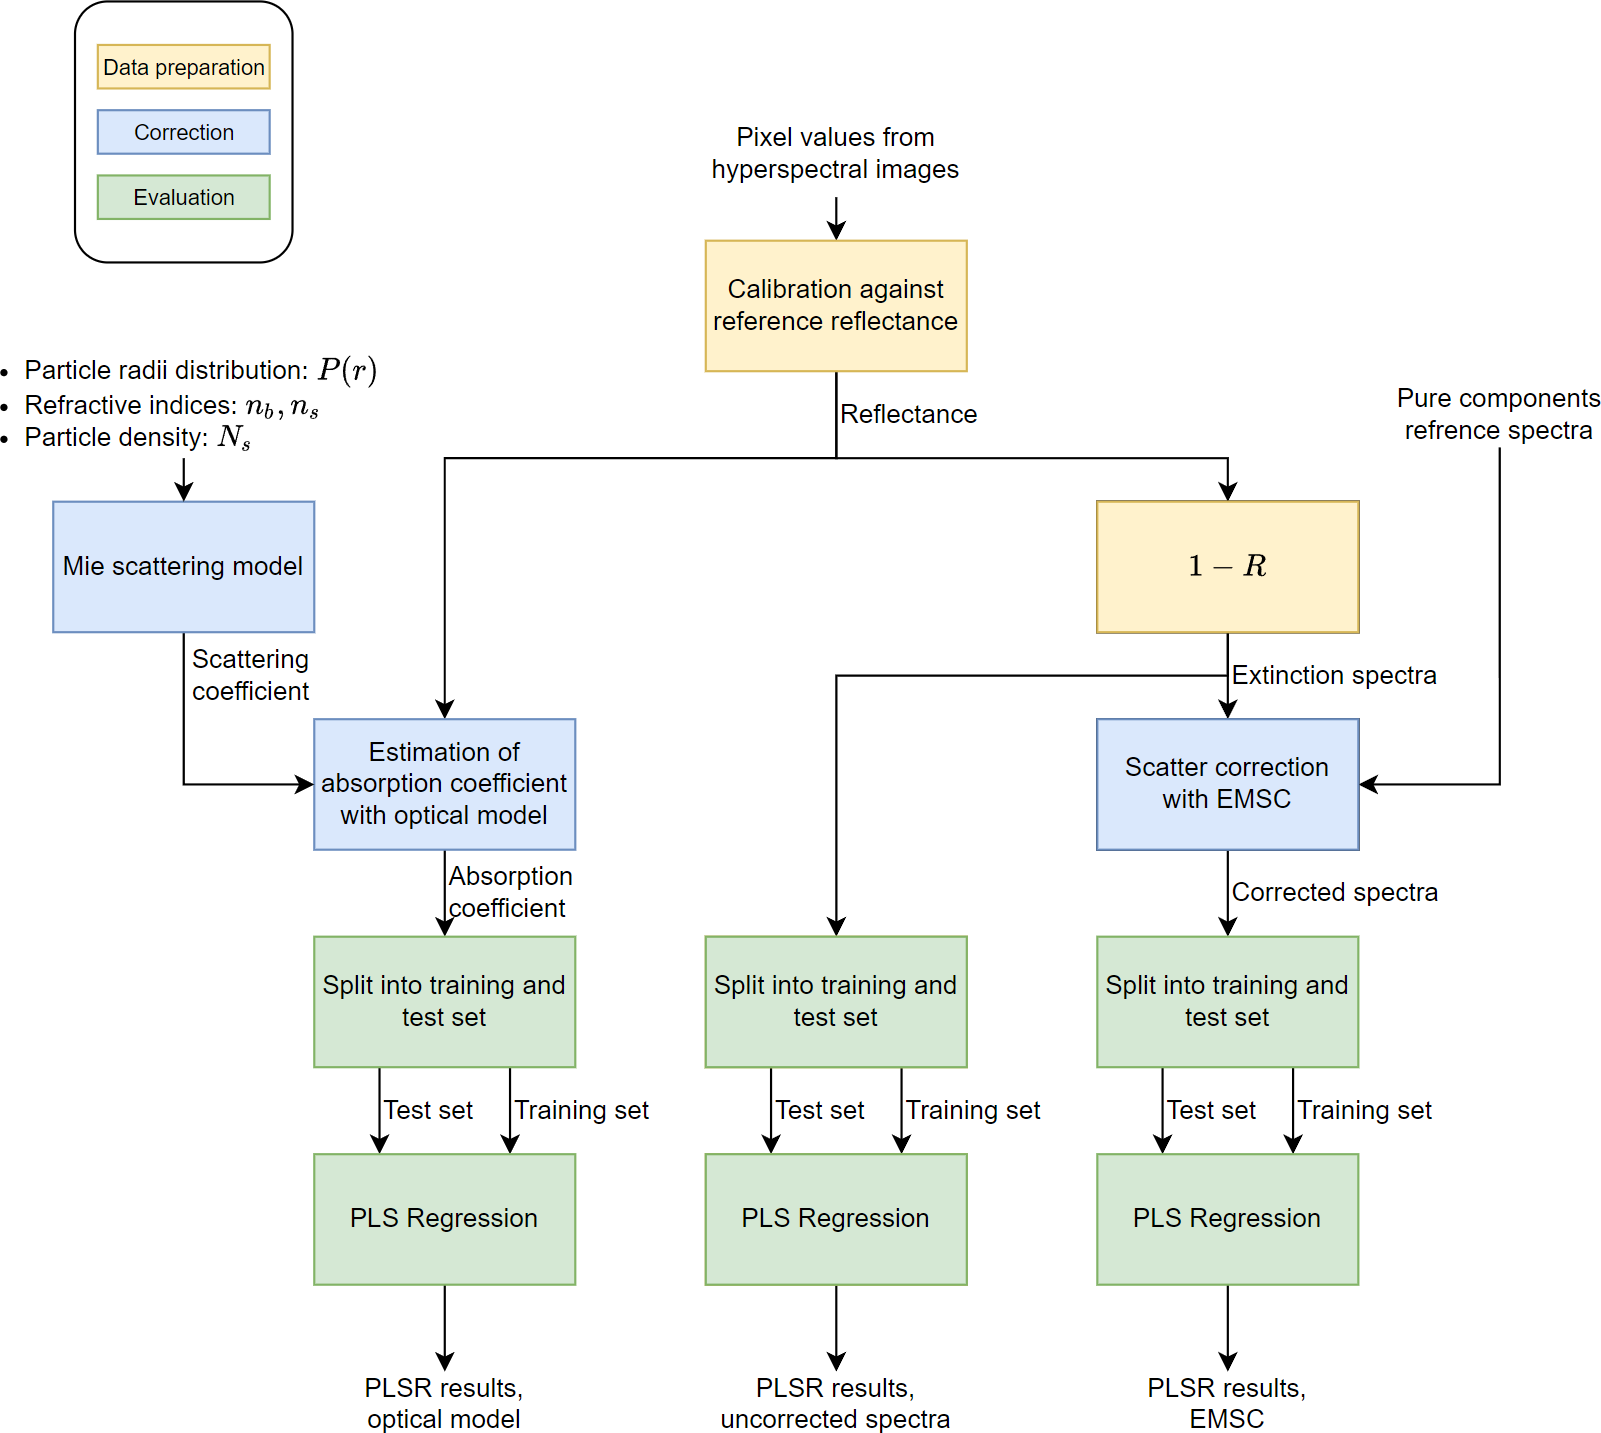 Data preparation
Correction
Evaluation
Pixel values from
hyperspectral images
Calibration against
reference reflectance
• Particle radii distribution: P(r)
• Refractive indices: n_b, n_s
• Particle density: N_s
Reflectance
Pure components
refrence spectra
Mie scattering model
1 − R
Scattering
coefficient
Extinction spectra
Estimation of
absorption coefficient
with optical model
Scatter correction
with EMSC
Absorption
coefficient
Corrected spectra
Split into training and
test set
Split into training and
test set
Split into training and
test set
Test set
Training set
Test set
Training set
Test set
Training set
PLS Regression
PLS Regression
PLS Regression
PLSR results,
optical model
PLSR results,
uncorrected spectra
PLSR results,
EMSC